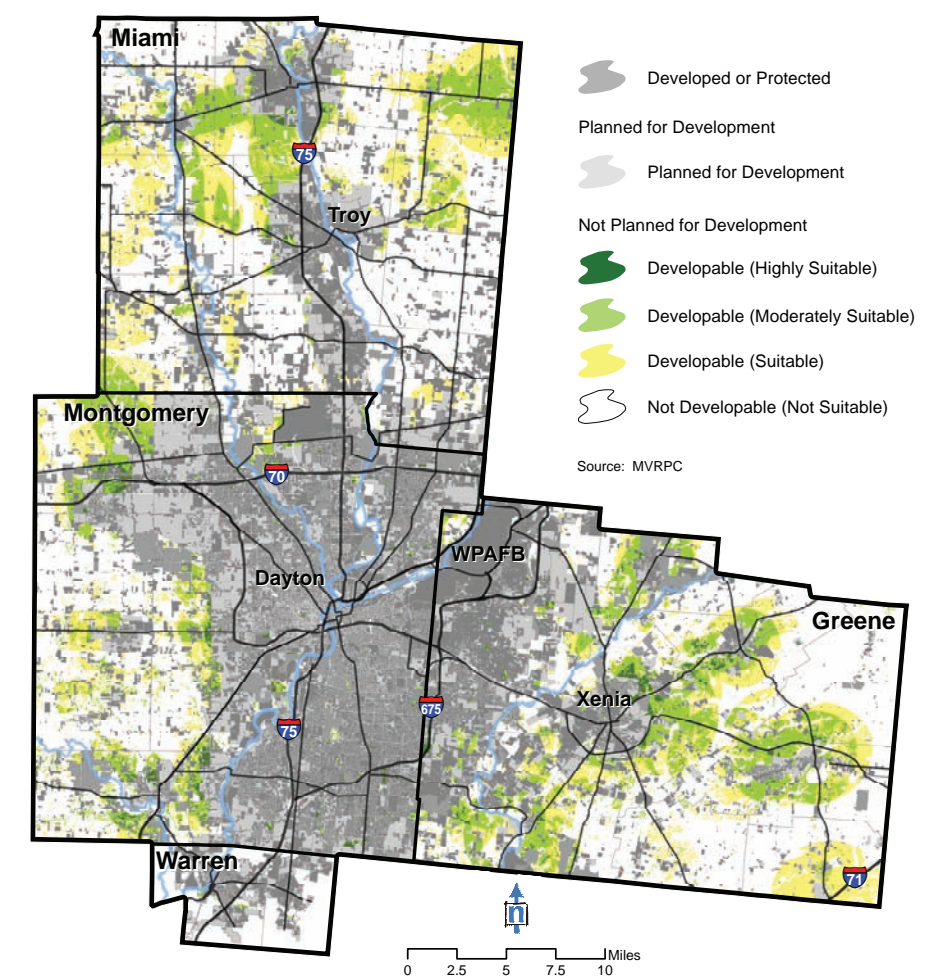 Miami
75
Troy
Montgomery
70
Dayton
WPAFB
Greene
Xenia
675
75
Warren
71
n
Developed or Protected
Planned for Development
Planned for Development
Not Planned for Development
Developable (Highly Suitable)
Developable (Moderately Suitable)
Developable (Suitable)
Not Developable (Not Suitable)
Source: MVRPC
Miles
0 2.5 5 7.5 10